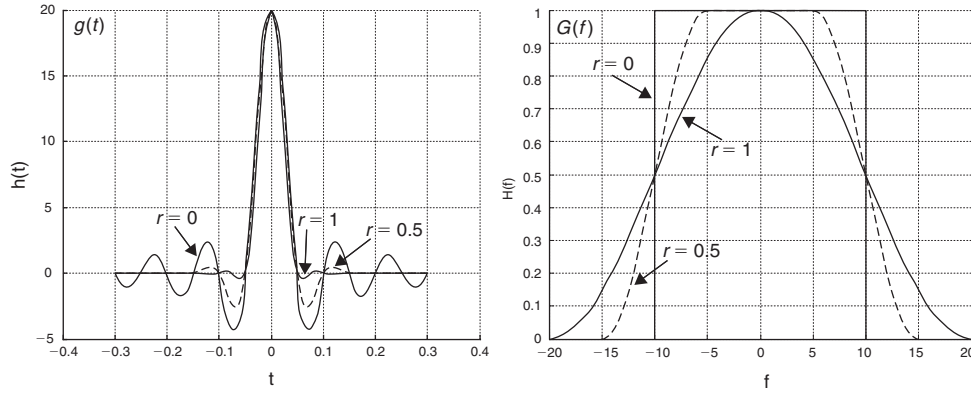 g(t)
20
15
10
5
0
−5
h(t)
r = 0
r = 1
r = 0.5
−0.4 −0.3 −0.2 −0.1 0 0.1 0.2 0.3 0.4
t
G(f)
1
0.9
0.8
0.7
0.6
0.5
0.4
0.3
0.2
0.1
0
H(f)
r = 0
r = 1
r = 0.5
−20 −15 −10 −5 0 5 10 15 20
f